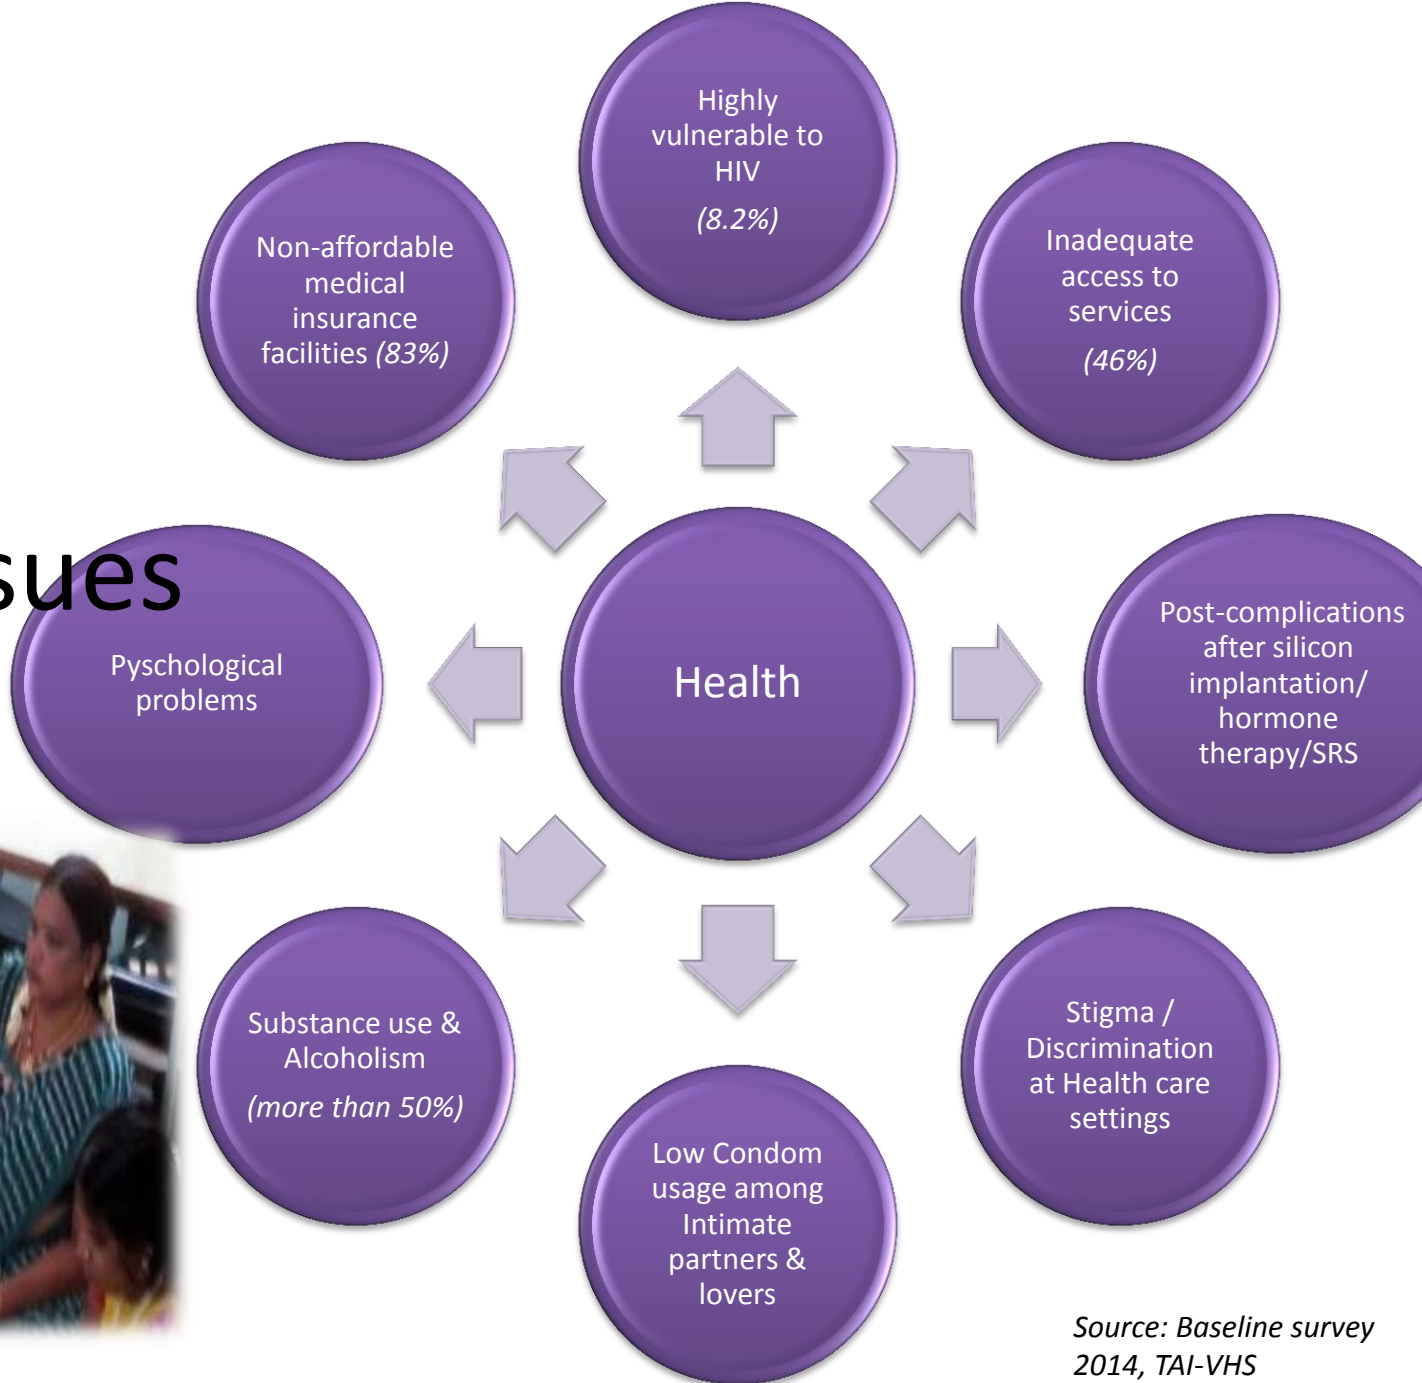 sues
Highly
vulnerable to
HIV
(8.2%)
Inadequate
access to
services
(46%)
Post-complications
after silicon
implantation/
hormone
therapy/SRS
Stigma /
Discrimination
at Health care
settings
Low Condom
usage among
Intimate
partners &
lovers
Substance use &
Alcoholism
(more than 50%)
Pyschological
problems
Non-affordable
medical
insurance
facilities (83%)
Health
Source: Baseline survey
2014, TAI-VHS